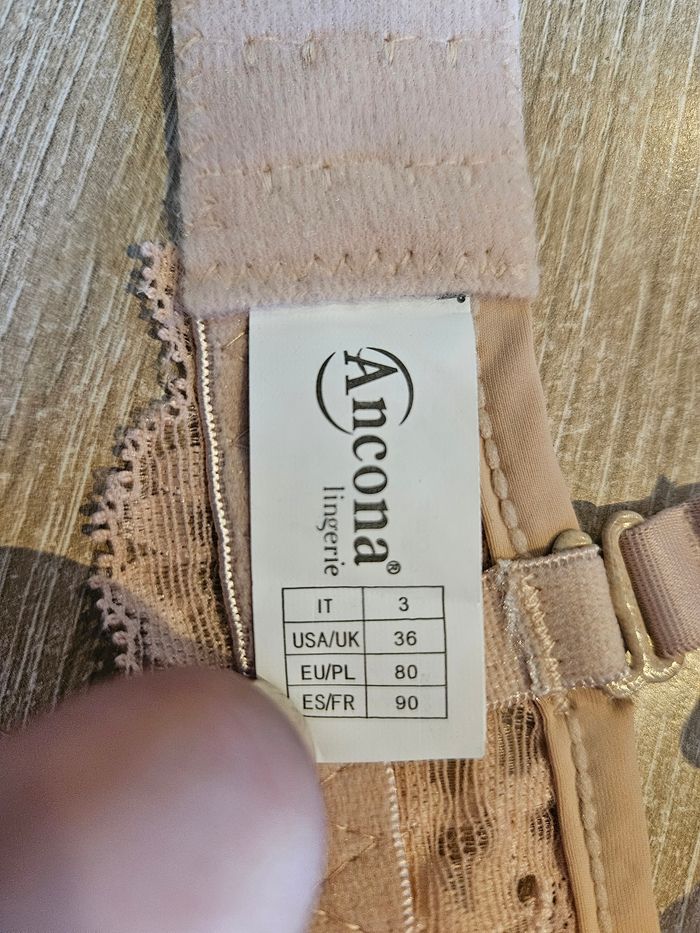 Ancona®
lingerie
IT 3
USA/UK 36
EU/PL 80
ES/FR 90